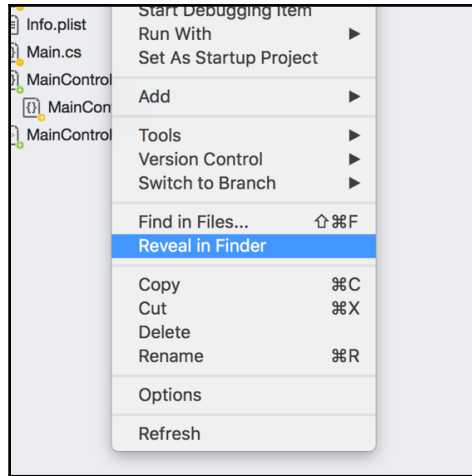 Info.plist
Main.cs
MainControl
MainCon
MainControl
Start Debugging Item
Run With
Set As Startup Project
Add
Tools
Version Control
Switch to Branch
Find in Files... ⇧⌘F
Reveal in Finder
Copy ⌘C
Cut ⌘X
Delete
Rename ⌘R
Options
Refresh